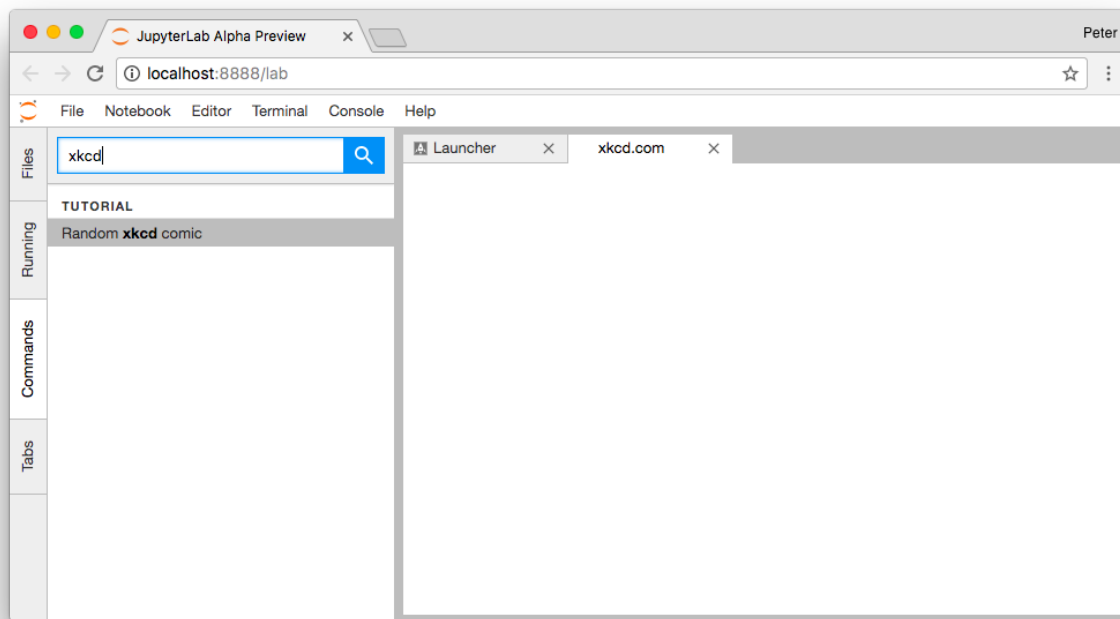 JupyterLab Alpha Preview
Peter
localhost:8888/lab
File Notebook Editor Terminal Console Help
Files
Running
Commands
Tabs
xkcd
TUTORIAL
Random xkcd comic
Launcher
xkcd.com